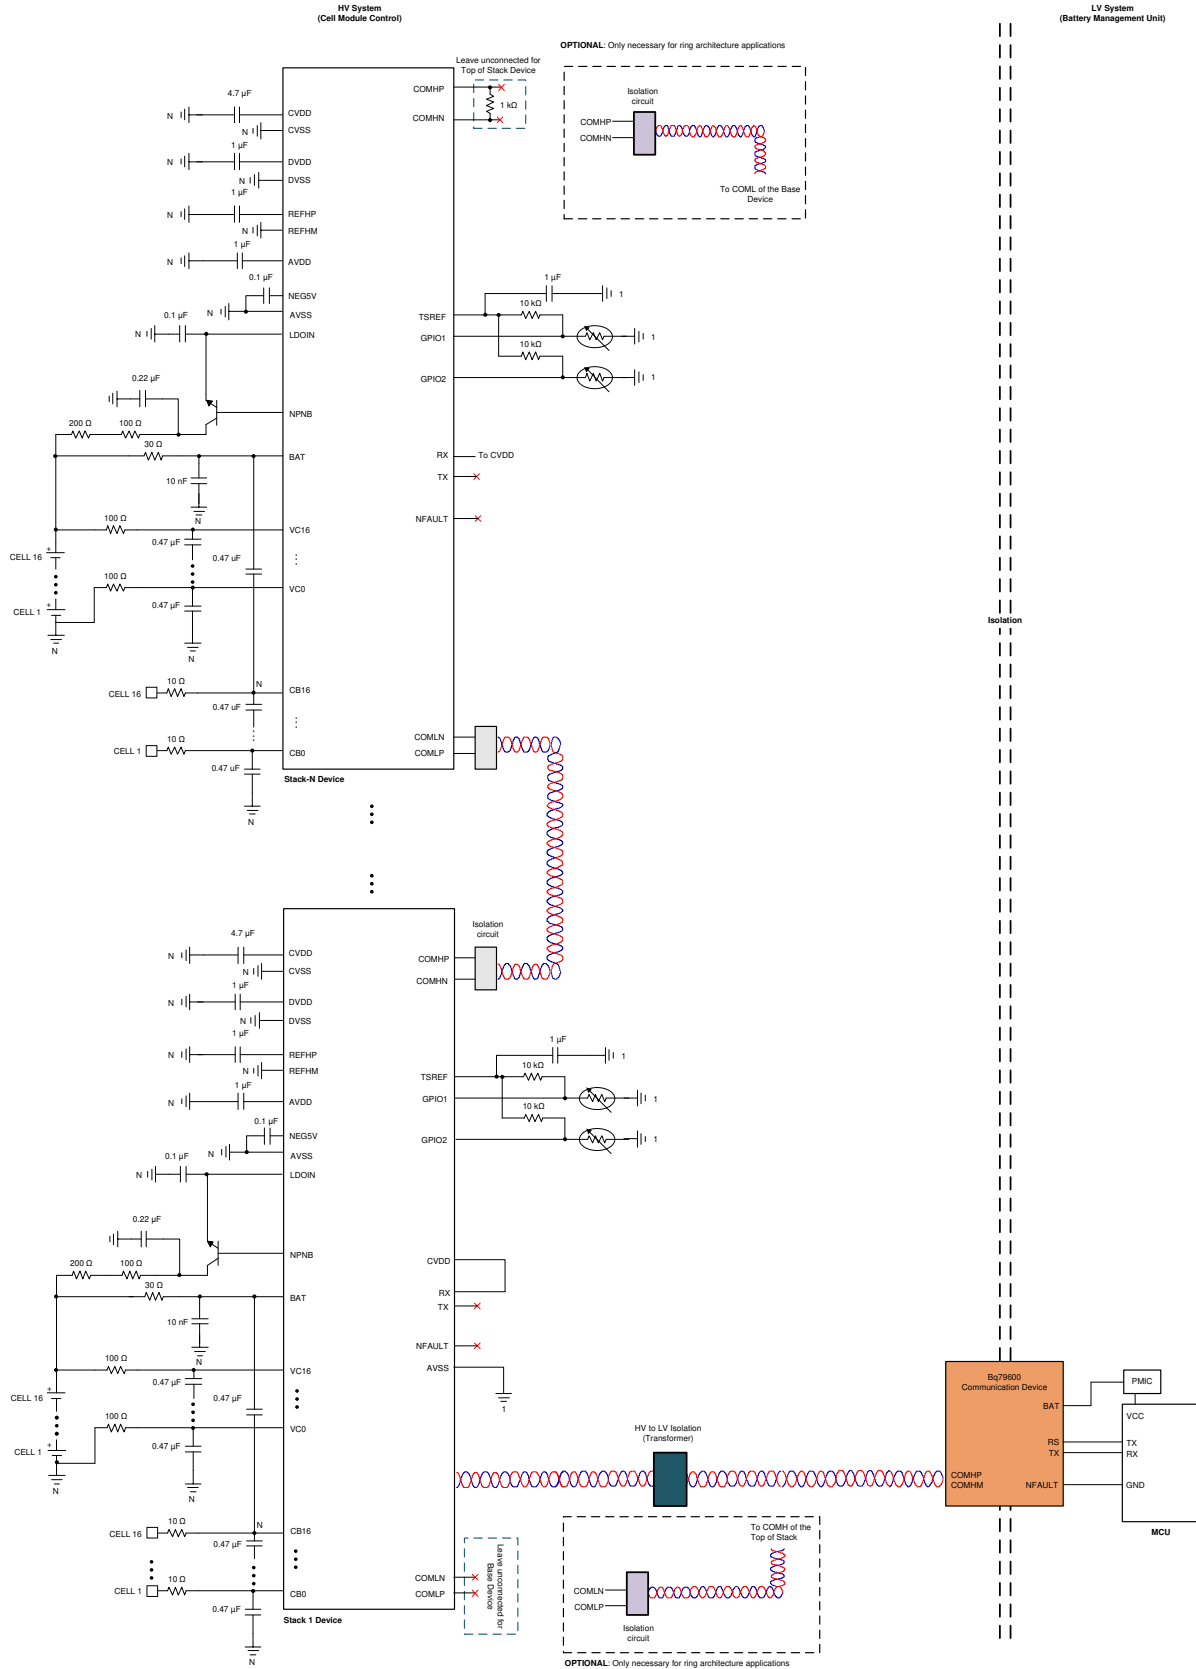 HV System
(Cell Module Control)
LV System
(Battery Management Unit)
OPTIONAL: Only necessary for ring architecture applications
Leave unconnected for
Top of Stack Device
COMHP
1 kΩ
COMHN
Isolation
circuit
COMHP
COMHN
To COML of the Base
Device
4.7 µF
N
CVDD
N
CVSS
1 µF
N
DVDD
N
DVSS
1 µF
N
REFHP
N
REFHM
1 µF
N
AVDD
0.1 µF
NEG5V
N
AVSS
0.1 µF
N
LDOIN
1 µF
1
10 kΩ
TSREF
GPIO1
1
10 kΩ
GPIO2
1
0.22 µF
NPNB
200 Ω
100 Ω
30 Ω
BAT
10 nF
N
RX
To CVDD
TX
NFAULT
100 Ω
VC16
0.47 µF
CELL 16
0.47 uF
100 Ω
VC0
0.47 µF
CELL 1
N
N
Isolation
10 Ω
N
CELL 16
CB16
0.47 uF
10 Ω
CELL 1
CB0
0.47 uF
N
COMLN
COMLP
Stack-N Device
Isolation
circuit
COMHP
COMHN
4.7 µF
N
CVDD
N
CVSS
1 µF
N
DVDD
N
DVSS
1 µF
N
REFHP
N
REFHM
1 µF
N
AVDD
0.1 µF
NEG5V
N
AVSS
0.1 µF
N
LDOIN
1 µF
1
10 kΩ
TSREF
GPIO1
1
10 kΩ
GPIO2
1
0.22 µF
NPNB
200 Ω
100 Ω
30 Ω
BAT
10 nF
N
CVDD
RX
TX
NFAULT
AVSS
1
100 Ω
VC16
0.47 µF
CELL 16
0.47 µF
100 Ω
VC0
0.47 µF
CELL 1
N
N
HV to LV Isolation
(Transformer)
Bq79600
Communication Device
BAT
RS
TX
COMHP
COMHM
NFAULT
PMIC
VCC
TX
RX
GND
MCU
10 Ω
N
CELL 16
CB16
0.47 µF
10 Ω
CELL 1
CB0
0.47 µF
N
Leave unconnected for
Base Device
COMLN
COMLP
Stack 1 Device
To COMH of the
Top of Stack
COMLN
COMLP
Isolation
circuit
OPTIONAL: Only necessary for ring architecture applications